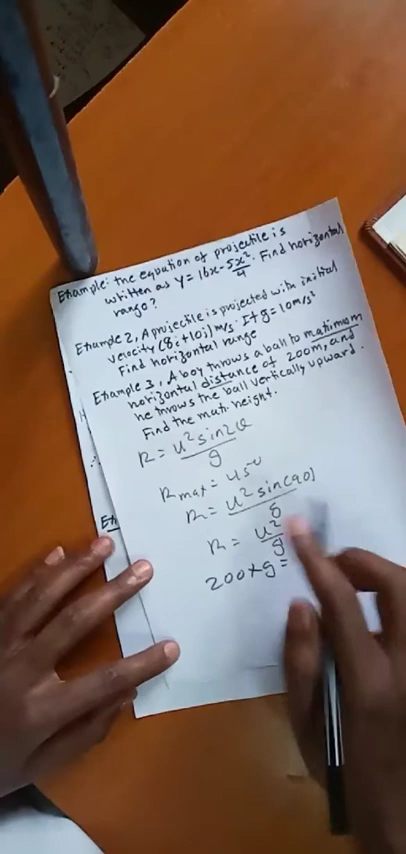 Example: the equation of projectile is
written as y = 16x - 5x²/4. Find horizontal
range?
Example 2, A projectile is projected with initial
velocity (8i+10j) m/s. If g = 10m/s²
Find horizontal range
Example 3, A boy throws a ball to maximum
horizontal distance of 200m, and
he throws the ball vertically upward.
Find the max. height.
R = u² sin2θ/g
Rmax = 45°
R = u² sin(90)/g
R = u²/g
200 × g =